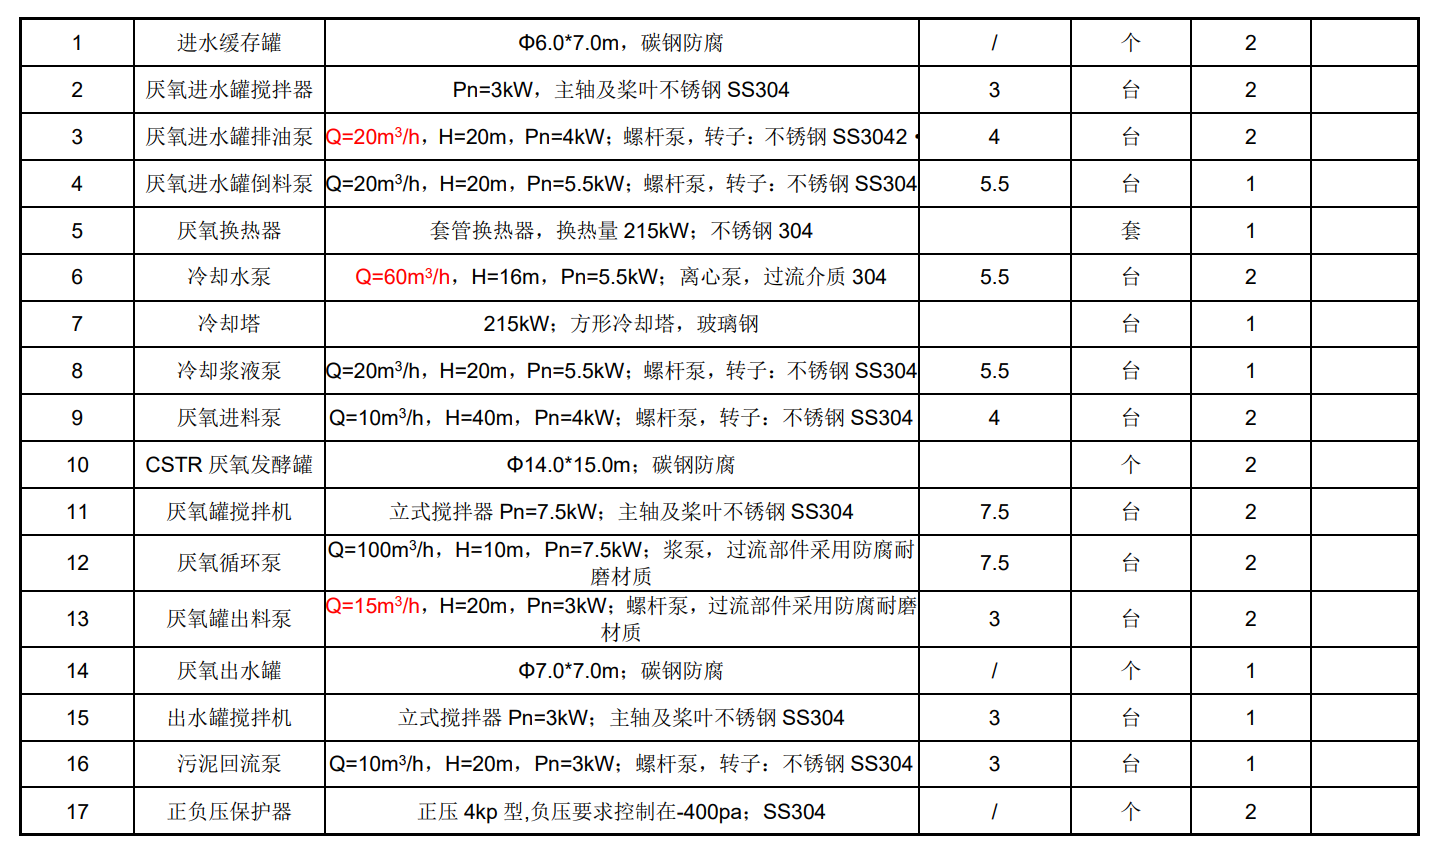 1 进水缓存罐 Φ6.0*7.0m，碳钢防腐 / 个 2
2 厌氧进水罐搅拌器 Pn=3kW，主轴及桨叶不锈钢 SS304 3 台 2
3 厌氧进水罐排油泵 Q=20m³/h，H=20m，Pn=4kW；螺杆泵，转子：不锈钢 SS3042 • 4 台 2
4 厌氧进水罐倒料泵 Q=20m³/h，H=20m，Pn=5.5kW；螺杆泵，转子：不锈钢 SS304 5.5 台 1
5 厌氧换热器 套管换热器，换热量 215kW；不锈钢 304 套 1
6 冷却水泵 Q=60m³/h，H=16m，Pn=5.5kW；离心泵，过流介质 304 5.5 台 2
7 冷却塔 215kW；方形冷却塔，玻璃钢 台 1
8 冷却浆液泵 Q=20m³/h，H=20m，Pn=5.5kW；螺杆泵，转子：不锈钢 SS304 5.5 台 1
9 厌氧进料泵 Q=10m³/h，H=40m，Pn=4kW；螺杆泵，转子：不锈钢 SS304 4 台 2
10 CSTR 厌氧发酵罐 Φ14.0*15.0m；碳钢防腐 个 2
11 厌氧罐搅拌机 立式搅拌器 Pn=7.5kW；主轴及桨叶不锈钢 SS304 7.5 台 2
12 厌氧循环泵 Q=100m³/h，H=10m，Pn=7.5kW；浆泵，过流部件采用防腐耐
磨材质 7.5 台 2
13 厌氧罐出料泵 Q=15m³/h，H=20m，Pn=3kW；螺杆泵，过流部件采用防腐耐磨
材质 3 台 2
14 厌氧出水罐 Φ7.0*7.0m；碳钢防腐 / 个 1
15 出水罐搅拌机 立式搅拌器 Pn=3kW；主轴及桨叶不锈钢 SS304 3 台 1
16 污泥回流泵 Q=10m³/h，H=20m，Pn=3kW；螺杆泵，转子：不锈钢 SS304 3 台 1
17 正负压保护器 正压 4kp 型,负压要求控制在-400pa；SS304 / 个 2